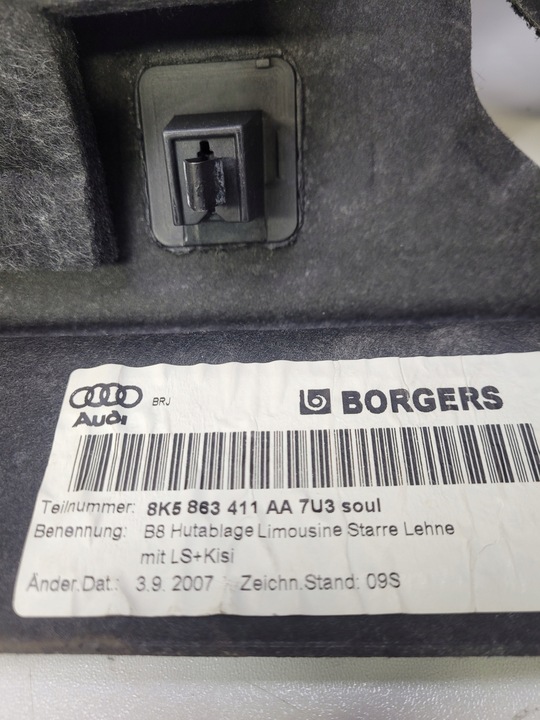 Audi
BRJ
BORGERS
Teilnummer: 8K5 863 411 AA 7U3 soul
Benennung: B8 Hutablage Limousine Starre Lehne
mit LS+Kisi
Änder.Dat.: 3.9. 2007 Zeichn.Stand: 09S